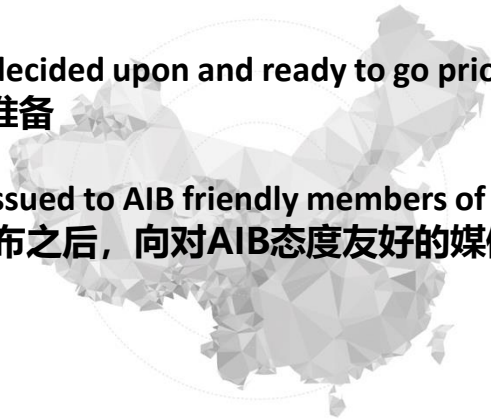 decided upon and ready to go prio
准备
ssued to AIB friendly members of
布之后，向对AIB态度友好的媒